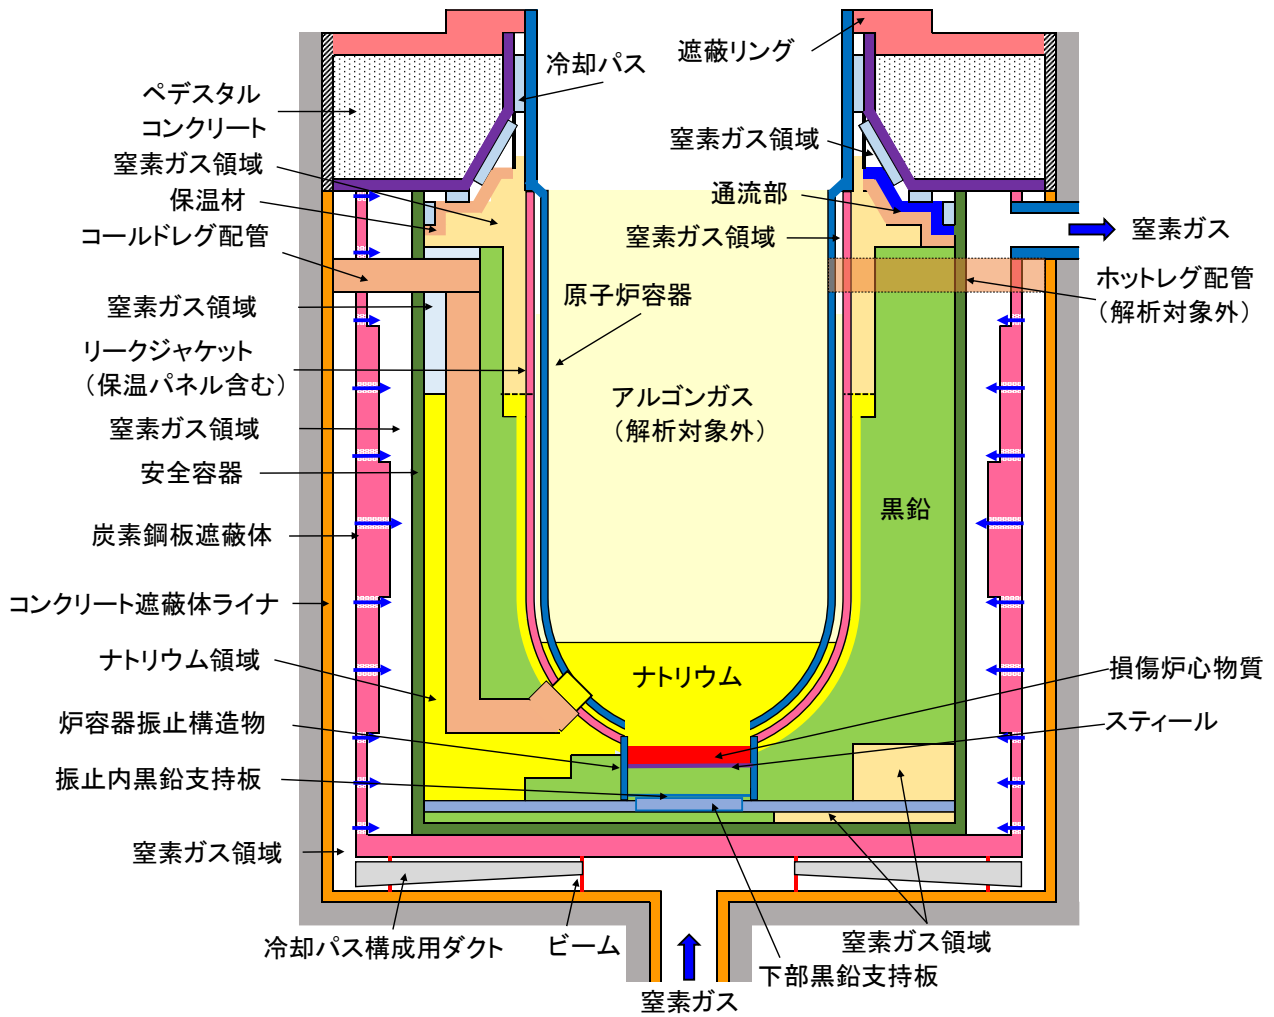 遮蔽リング
冷却パス
ペデスタル
コンクリート
窒素ガス領域
窒素ガス領域
保温材
通流部
コールドレグ配管
窒素ガス領域
窒素ガス
ホットレグ配管
（解析対象外）
原子炉容器
窒素ガス領域
リークジャケット
（保温パネル含む）
アルゴンガス
（解析対象外）
窒素ガス領域
安全容器
黒鉛
炭素鋼板遮蔽体
コンクリート遮蔽体ライナ
ナトリウム領域
ナトリウム
損傷炉心物質
炉容器振止構造物
スティール
振止内黒鉛支持板
窒素ガス領域
冷却パス構成用ダクト
ビーム
窒素ガス領域
下部黒鉛支持板
窒素ガス